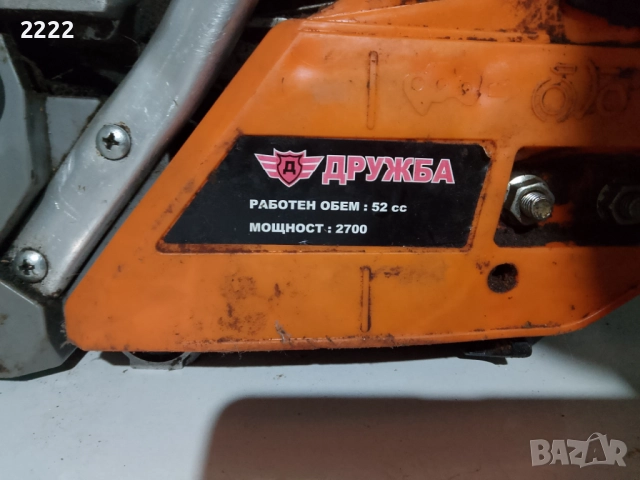 2222
Д ДРУЖБА
РАБОТЕН ОБЕМ : 52 cc
МОЩНОСТ : 2700
BAZAR